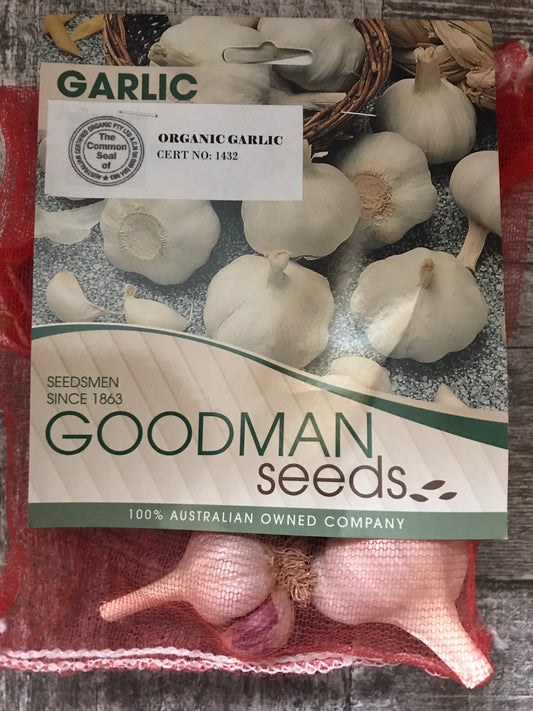 GARLIC
The
Common
Seal of
ORGANIC GARLIC
CERT NO: 1432
SEEDSMEN
SINCE 1863
GOODMAN
seeds
100% AUSTRALIAN OWNED COMPANY